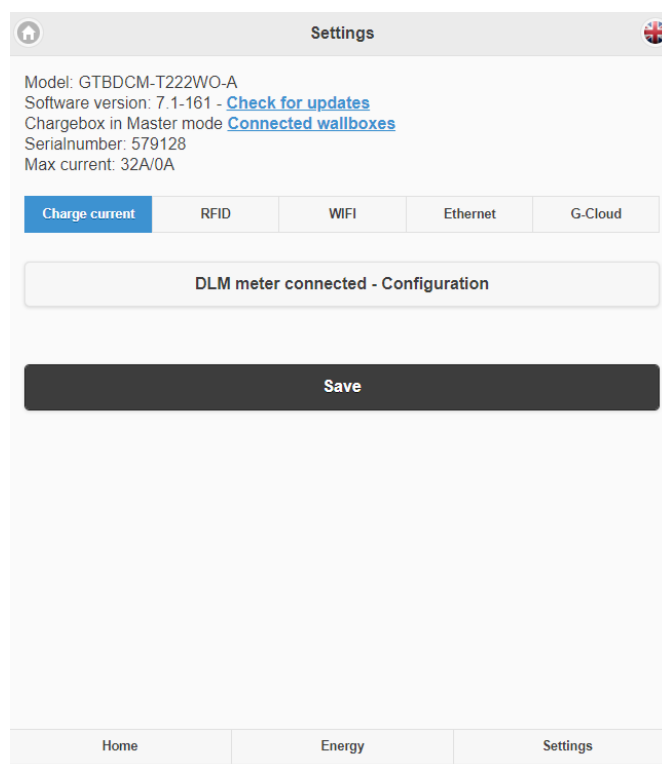 Settings
Model: GTBDCM-T222WO-A
Software version: 7.1-161 - Check for updates
Chargebox in Master mode Connected wallboxes
Serialnumber: 579128
Max current: 32A/0A
Charge current RFID WIFI Ethernet G-Cloud
DLM meter connected - Configuration
Save
Home Energy Settings